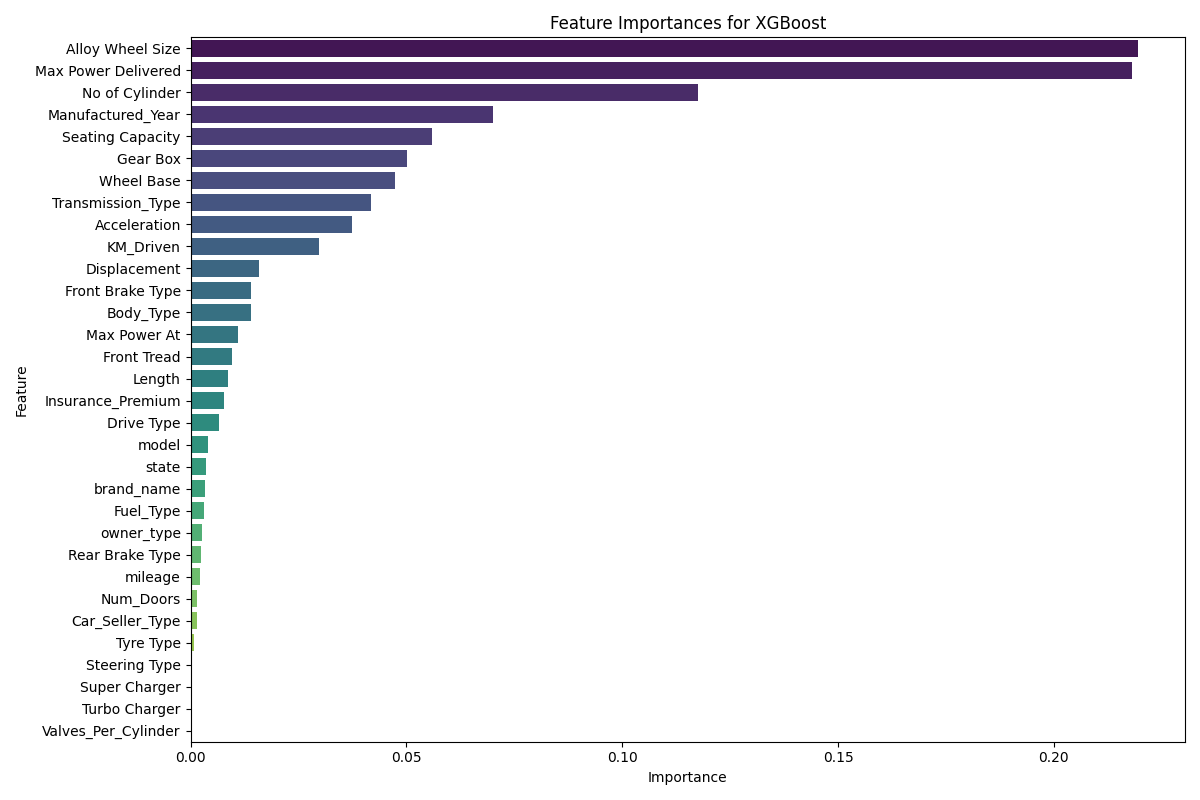 Feature Importances for XGBoost
Alloy Wheel Size
Max Power Delivered
No of Cylinder
Manufactured_Year
Seating Capacity
Gear Box
Wheel Base
Transmission_Type
Acceleration
KM_Driven
Displacement
Front Brake Type
Body_Type
Max Power At
Front Tread
Length
Insurance_Premium
Drive Type
model
state
brand_name
Fuel_Type
owner_type
Rear Brake Type
mileage
Num_Doors
Car_Seller_Type
Tyre Type
Steering Type
Super Charger
Turbo Charger
Valves_Per_Cylinder
Feature
0.00 0.05 0.10 0.15 0.20
Importance